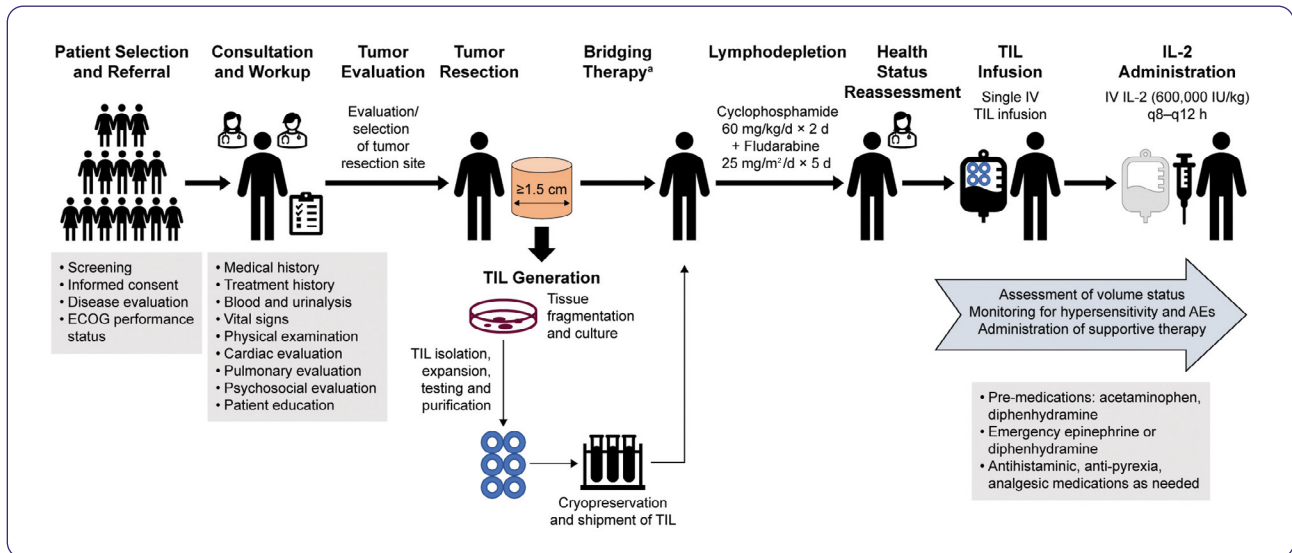 Patient Selection
and Referral
Consultation
and Workup
Tumor
Evaluation
Tumor
Resection
Bridging
Therapyᵃ
Lymphodepletion
Health
Status
Reassessment
TIL
Infusion
IL-2
Administration
Evaluation/
selection
of tumor
resection site
≥1.5 cm
Cyclophosphamide
60 mg/kg/d × 2 d
+ Fludarabine
25 mg/m²/d × 5 d
Single IV
TIL infusion
IV IL-2 (600,000 IU/kg)
q8–q12 h
• Screening
• Informed consent
• Disease evaluation
• ECOG performance
status
• Medical history
• Treatment history
• Blood and urinalysis
• Vital signs
• Physical examination
• Cardiac evaluation
• Pulmonary evaluation
• Psychosocial evaluation
• Patient education
TIL Generation
Tissue
fragmentation
and culture
TIL isolation,
expansion,
testing and
purification
Cryopreservation
and shipment of TIL
Assessment of volume status
Monitoring for hypersensitivity and AEs
Administration of supportive therapy
• Pre-medications: acetaminophen,
diphenhydramine
• Emergency epinephrine or
diphenhydramine
• Antihistaminic, anti-pyrexia,
analgesic medications as needed